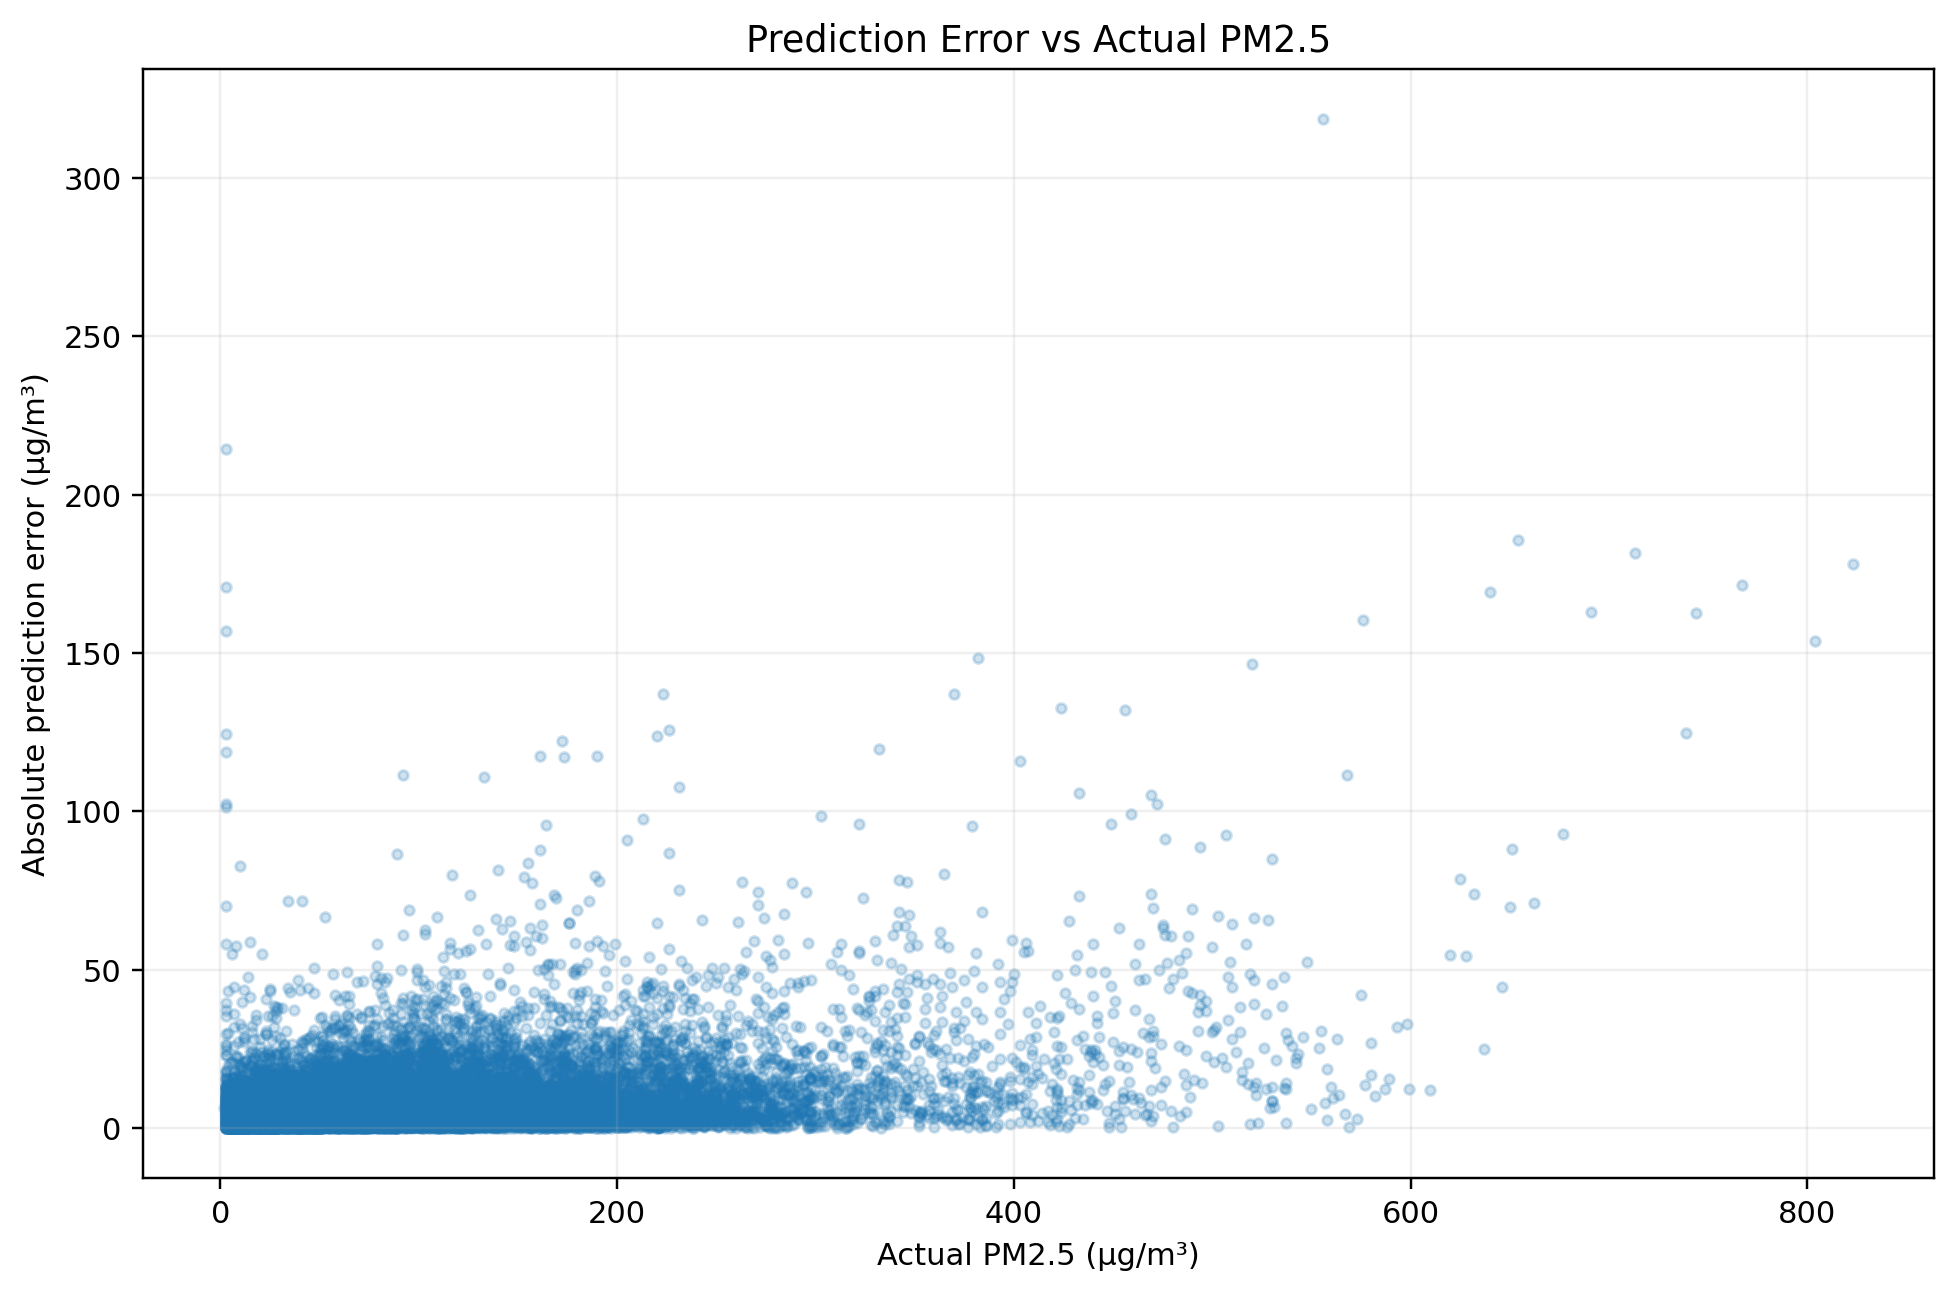 Prediction Error vs Actual PM2.5
Absolute prediction error (µg/m³)
300
250
200
150
100
50
0
0 200 400 600 800
Actual PM2.5 (µg/m³)